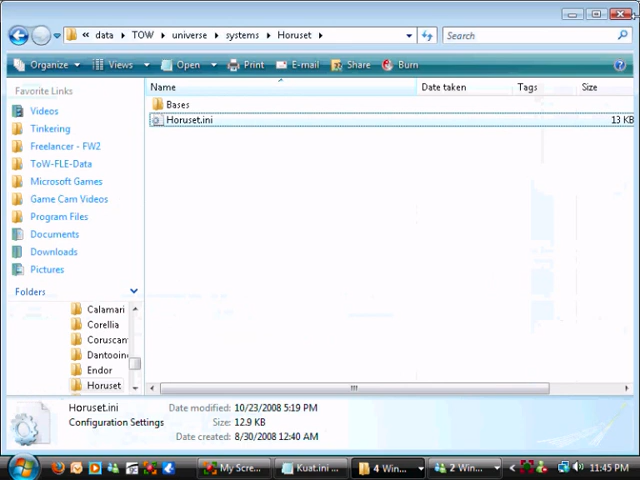 « data ▸ TOW ▸ universe ▸ systems ▸ Horuset ▸ Search
Organize Views Open Print E-mail Share Burn
Favorite Links
Videos
Tinkering
Freelancer - FW2
ToW-FLE-Data
Microsoft Games
Game Cam Videos
Program Files
Documents
Downloads
Pictures
Folders
Calamari
Corellia
Coruscan
Dantooin
Endor
Horuset
Name Date taken Tags Size
Bases
Horuset.ini 13 KB
Horuset.ini Date modified: 10/23/2008 5:19 PM
Configuration Settings Size: 12.9 KB
Date created: 8/30/2008 12:40 AM
My Scre... Kuat.ini ... 4 Win... 2 Win... 11:45 PM